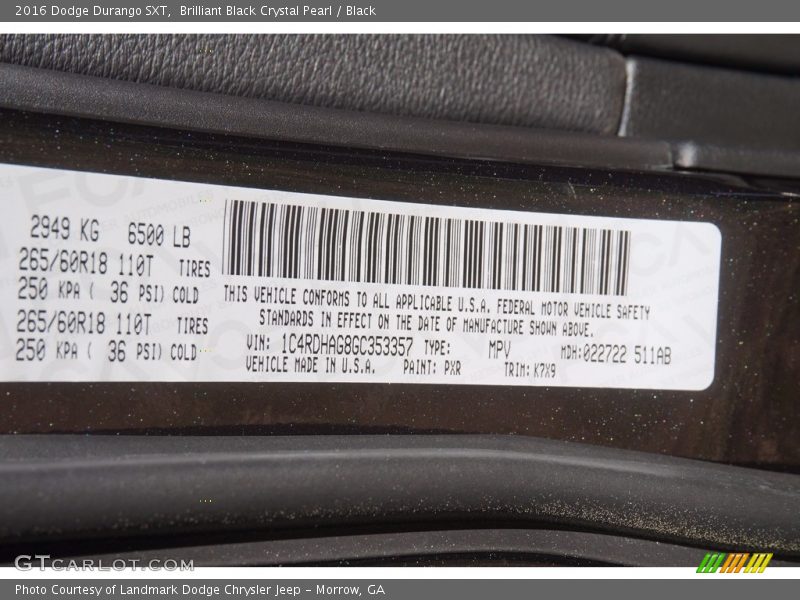 2016 Dodge Durango SXT,  Brilliant Black Crystal Pearl / Black
2949 KG 6500 LB
265/60R18 110T TIRES
250 KPA ( 36 PSI) COLD
265/60R18 110T TIRES
250 KPA ( 36 PSI) COLD
THIS VEHICLE CONFORMS TO ALL APPLICABLE U.S.A. FEDERAL MOTOR VEHICLE SAFETY
STANDARDS IN EFFECT ON THE DATE OF MANUFACTURE SHOWN ABOVE.
VIN: 1C4RDHAG8GC353357 TYPE: MPV MDH:022722 511AB
VEHICLE MADE IN U.S.A. PAINT: PXR TRIM: K7X9
GTCARLOT.COM
Photo Courtesy of Landmark Dodge Chrysler Jeep – Morrow, GA